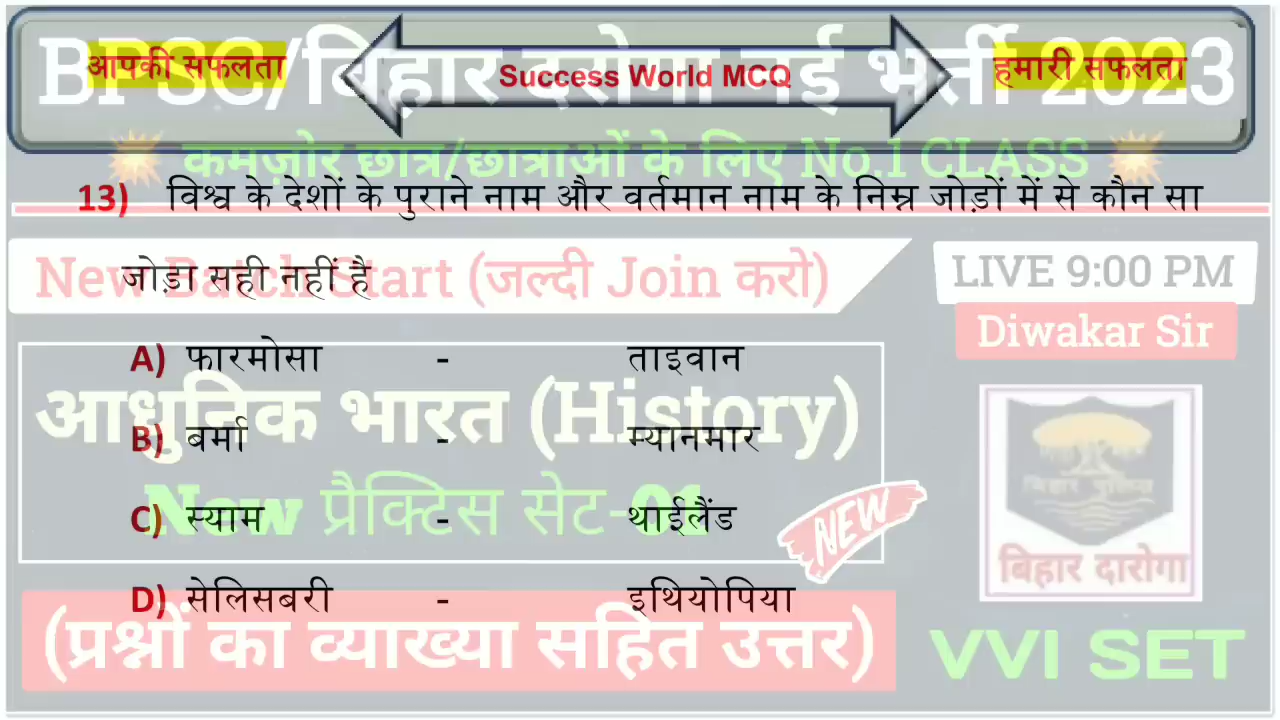 BPSC/बिहार दरोगा नई भर्ती 2023
आपकी सफलता
Success World MCQ
हमारी सफलता
कमज़ोर छात्र/छात्राओं के लिए No.1 CLASS
13) विश्व के देशों के पुराने नाम और वर्तमान नाम के निम्न जोड़ों में से कौन सा
जोड़ा सही नहीं है
New Batch Start (जल्दी Join करो)
LIVE 9:00 PM
Diwakar Sir
A) फारमोसा - ताइवान
आधुनिक भारत (History)
B) बर्मा - म्यानमार
New प्रैक्टिस सेट-01
C) स्याम - थाईलैंड
NEW
बिहार पुलिस
बिहार दारोगा
D) सेलिसबरी - इथियोपिया
(प्रश्नों का व्याख्या सहित उत्तर)
VVI SET